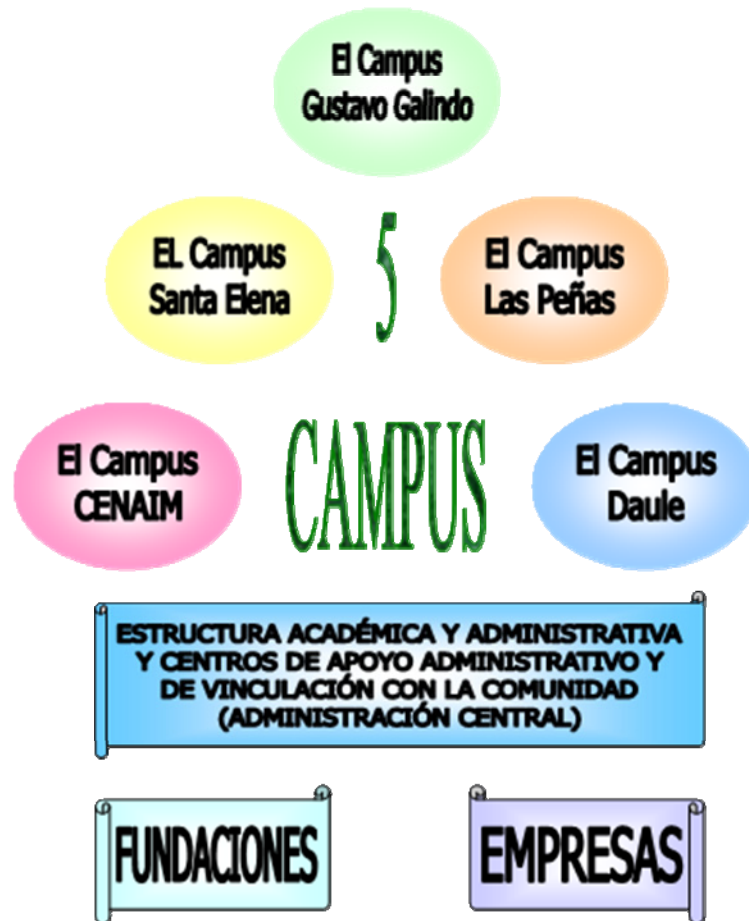 El Campus
Gustavo Galindo
EL Campus
Santa Elena
5
El Campus
Las Peñas
El Campus
CENAIM
CAMPUS
El Campus
Daule
ESTRUCTURA ACADÉMICA Y ADMINISTRATIVA
Y CENTROS DE APOYO ADMINISTRATIVO Y
DE VINCULACIÓN CON LA COMUNIDAD
(ADMINISTRACIÓN CENTRAL)
FUNDACIONES
EMPRESAS